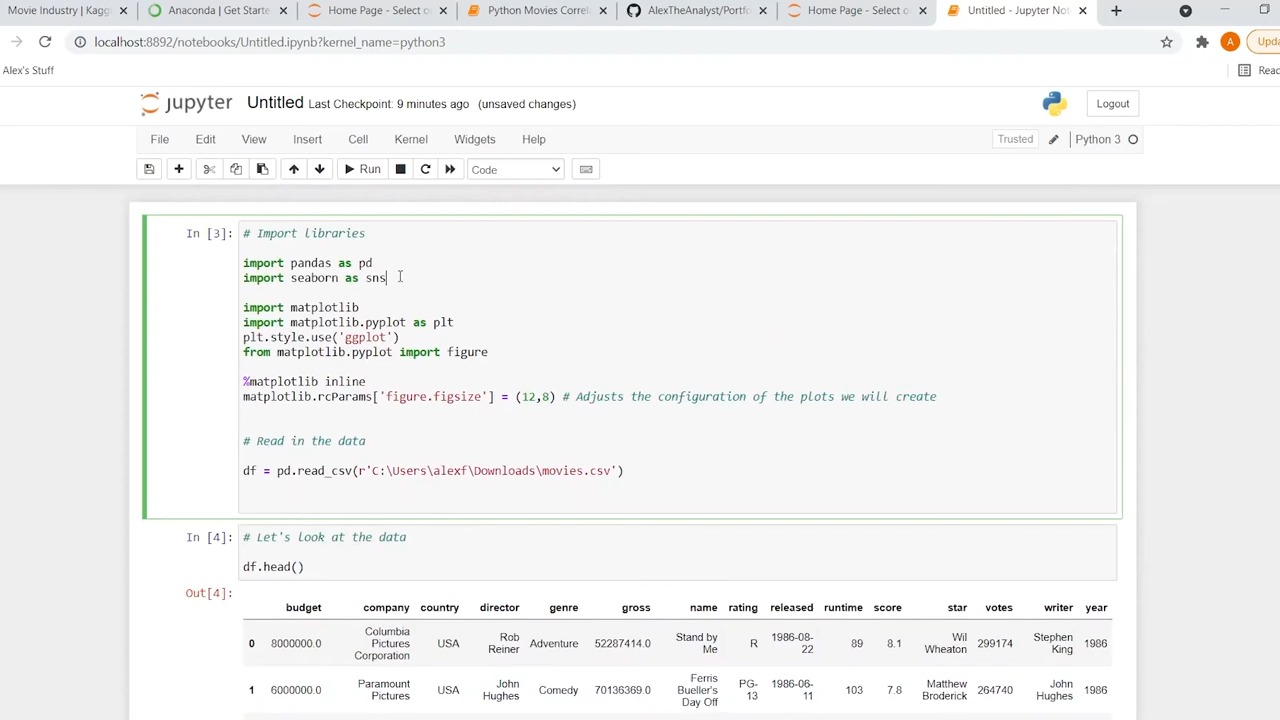 Movie Industry | Kagg
Anaconda | Get Starte
Home Page - Select o
Python Movies Correla
AlexTheAnalyst/Portfo
Home Page - Select o
Untitled - Jupyter No
localhost:8892/notebooks/Untitled.ipynb?kernel_name=python3
A
Upda
Alex's Stuff
Read
jupyter Untitled Last Checkpoint: 9 minutes ago (unsaved changes)
Logout
File Edit View Insert Cell Kernel Widgets Help
Trusted
Python 3
Run
Code
In [3]:
# Import libraries
import pandas as pd
import seaborn as sns
import matplotlib
import matplotlib.pyplot as plt
plt.style.use('ggplot')
from matplotlib.pyplot import figure
%matplotlib inline
matplotlib.rcParams['figure.figsize'] = (12,8) # Adjusts the configuration of the plots we will create
# Read in the data
df = pd.read_csv(r'C:\Users\alexf\Downloads\movies.csv')
In [4]:
# Let's look at the data
df.head()
Out[4]:
budget company country director genre gross name rating released runtime score star votes writer year
0 8000000.0 Columbia Pictures Corporation USA Rob Reiner Adventure 52287414.0 Stand by Me R 1986-08-22 89 8.1 Wil Wheaton 299174 Stephen King 1986
1 6000000.0 Paramount Pictures USA John Hughes Comedy 70136369.0 Ferris Bueller's Day Off PG-13 1986-06-11 103 7.8 Matthew Broderick 264740 John Hughes 1986